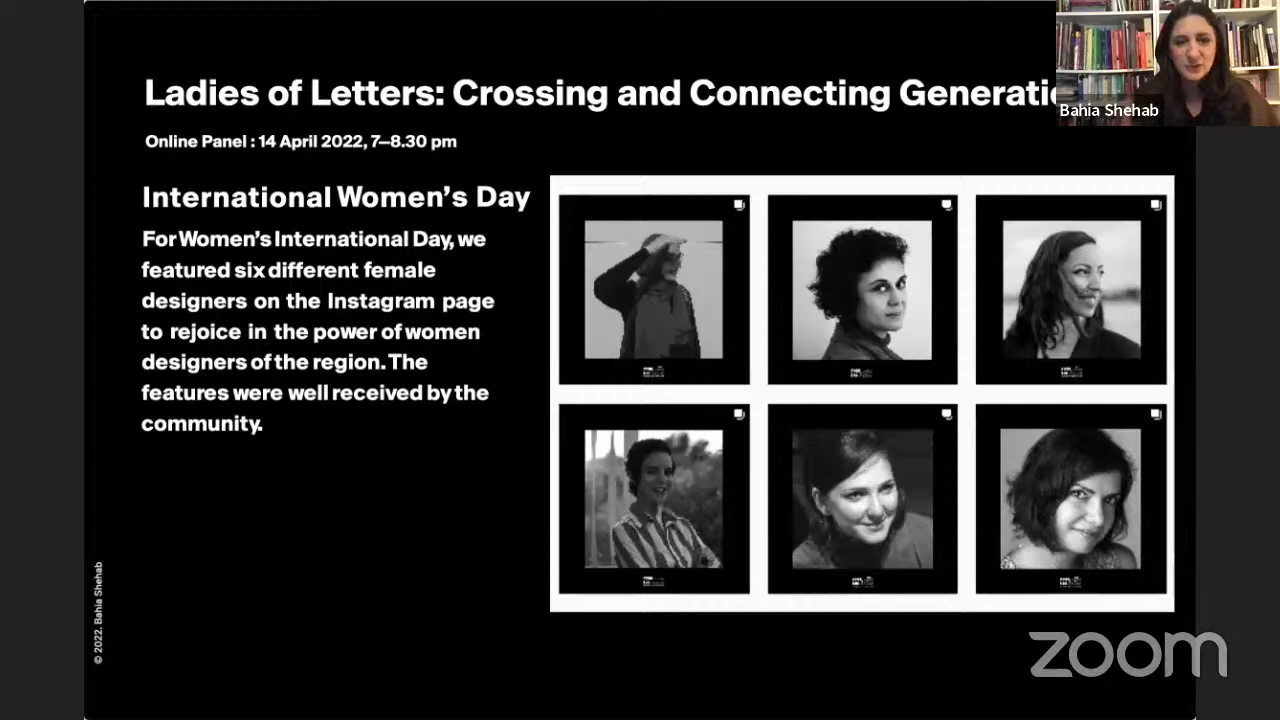 Ladies of Letters: Crossing and Connecting
Bahia Shehab
Online Panel : 14 April 2022, 7–8.30 pm
International Women's Day
For Women's International Day, we
featured six different female
designers on the Instagram page
to rejoice in the power of women
designers of the region. The
features were well received by the
community.
© 2022. Bahia Shehab
zoom